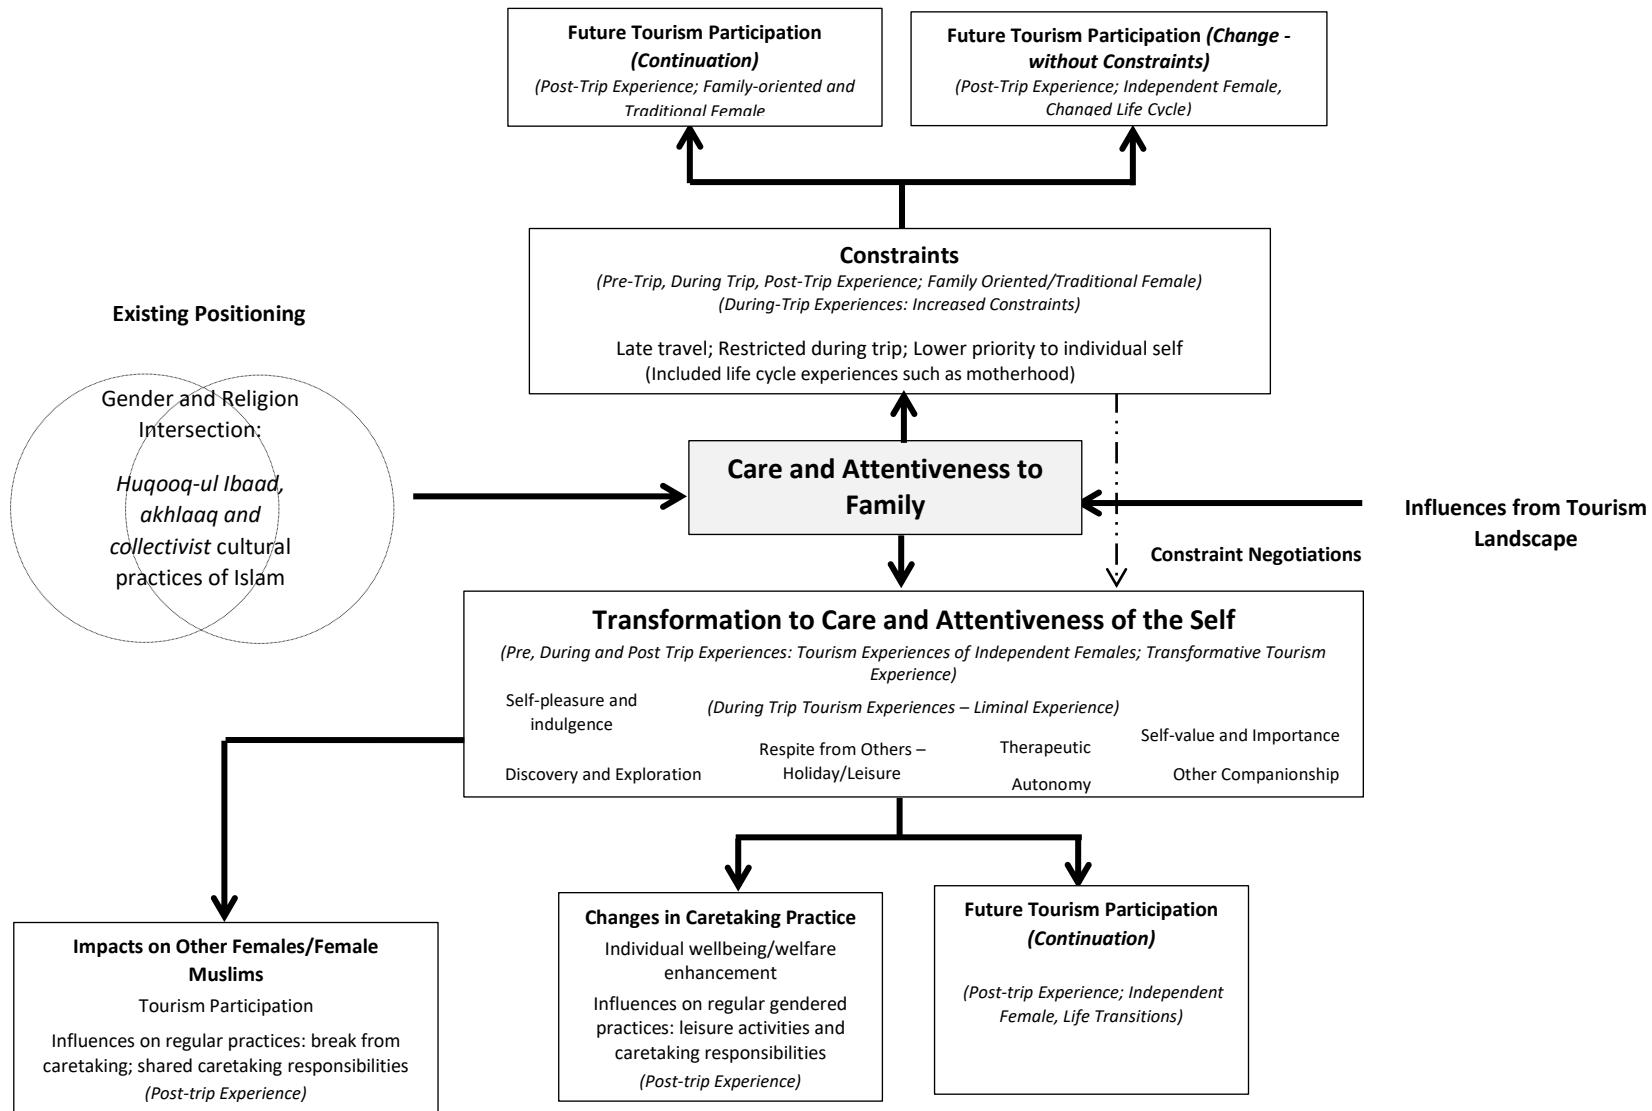 Future Tourism Participation
(Continuation)
(Post-Trip Experience; Family-oriented and
Traditional Female
Future Tourism Participation (Change -
without Constraints)
(Post-Trip Experience; Independent Female,
Changed Life Cycle)
Constraints
(Pre-Trip, During Trip, Post-Trip Experience; Family Oriented/Traditional Female)
(During-Trip Experiences: Increased Constraints)
Late travel; Restricted during trip; Lower priority to individual self
(Included life cycle experiences such as motherhood)
Existing Positioning
Gender and Religion
Intersection:
Huqooq-ul Ibaad,
akhlaaq and
collectivist cultural
practices of Islam
Care and Attentiveness to
Family
Influences from Tourism
Landscape
Constraint Negotiations
Transformation to Care and Attentiveness of the Self
(Pre, During and Post Trip Experiences: Tourism Experiences of Independent Females; Transformative Tourism
Experience)
Self-pleasure and
indulgence
(During Trip Tourism Experiences – Liminal Experience)
Discovery and Exploration
Respite from Others –
Holiday/Leisure
Therapeutic
Autonomy
Self-value and Importance
Other Companionship
Impacts on Other Females/Female
Muslims
Tourism Participation
Influences on regular practices: break from
caretaking; shared caretaking responsibilities
(Post-trip Experience)
Changes in Caretaking Practice
Individual wellbeing/welfare
enhancement
Influences on regular gendered
practices: leisure activities and
caretaking responsibilities
(Post-trip Experience)
Future Tourism Participation
(Continuation)
(Post-trip Experience; Independent
Female, Life Transitions)